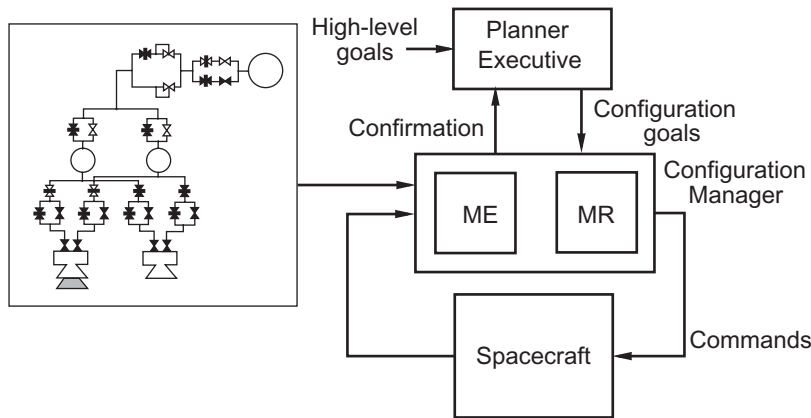 High-level
goals
Planner
Executive
Confirmation
Configuration
goals
Configuration
Manager
ME
MR
Spacecraft
Commands